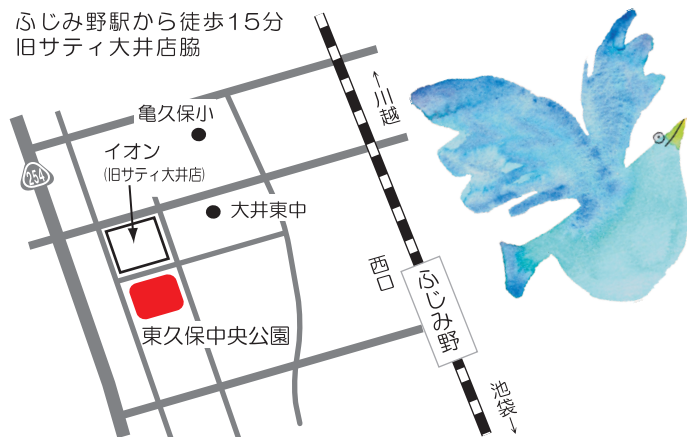 ふじみ野駅から徒歩15分
旧サティ大井店脇
↑川越
亀久保小
イオン
(旧サティ大井店)
254
大井東中
西口
ふじみ野
東久保中央公園
池袋↓